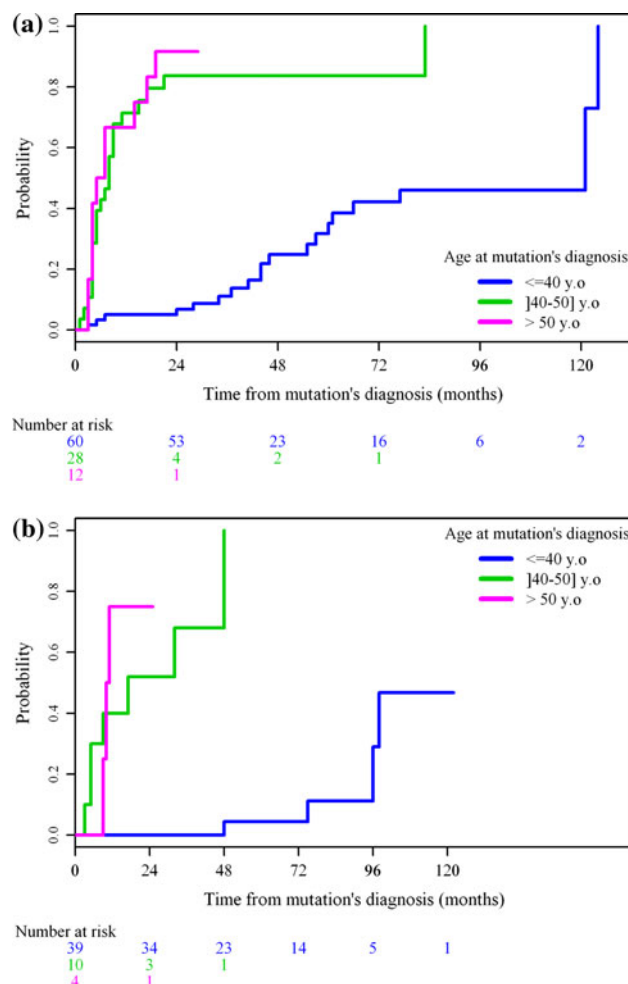 (a)
Probability
1.0
0.8
0.6
0.4
0.2
0.0
Age at mutation's diagnosis
<=40 y.o
]40-50] y.o
> 50 y.o
0 24 48 72 96 120
Time from mutation's diagnosis (months)
Number at risk
60 53 23 16 6 2
28 4 2 1
12 1
(b)
Probability
1.0
0.8
0.6
0.4
0.2
0.0
Age at mutation's diagnosis
<=40 y.o
]40-50] y.o
> 50 y.o
0 24 48 72 96 120
Time from mutation's diagnosis (months)
Number at risk
39 34 23 14 5 1
10 3 1
4 1